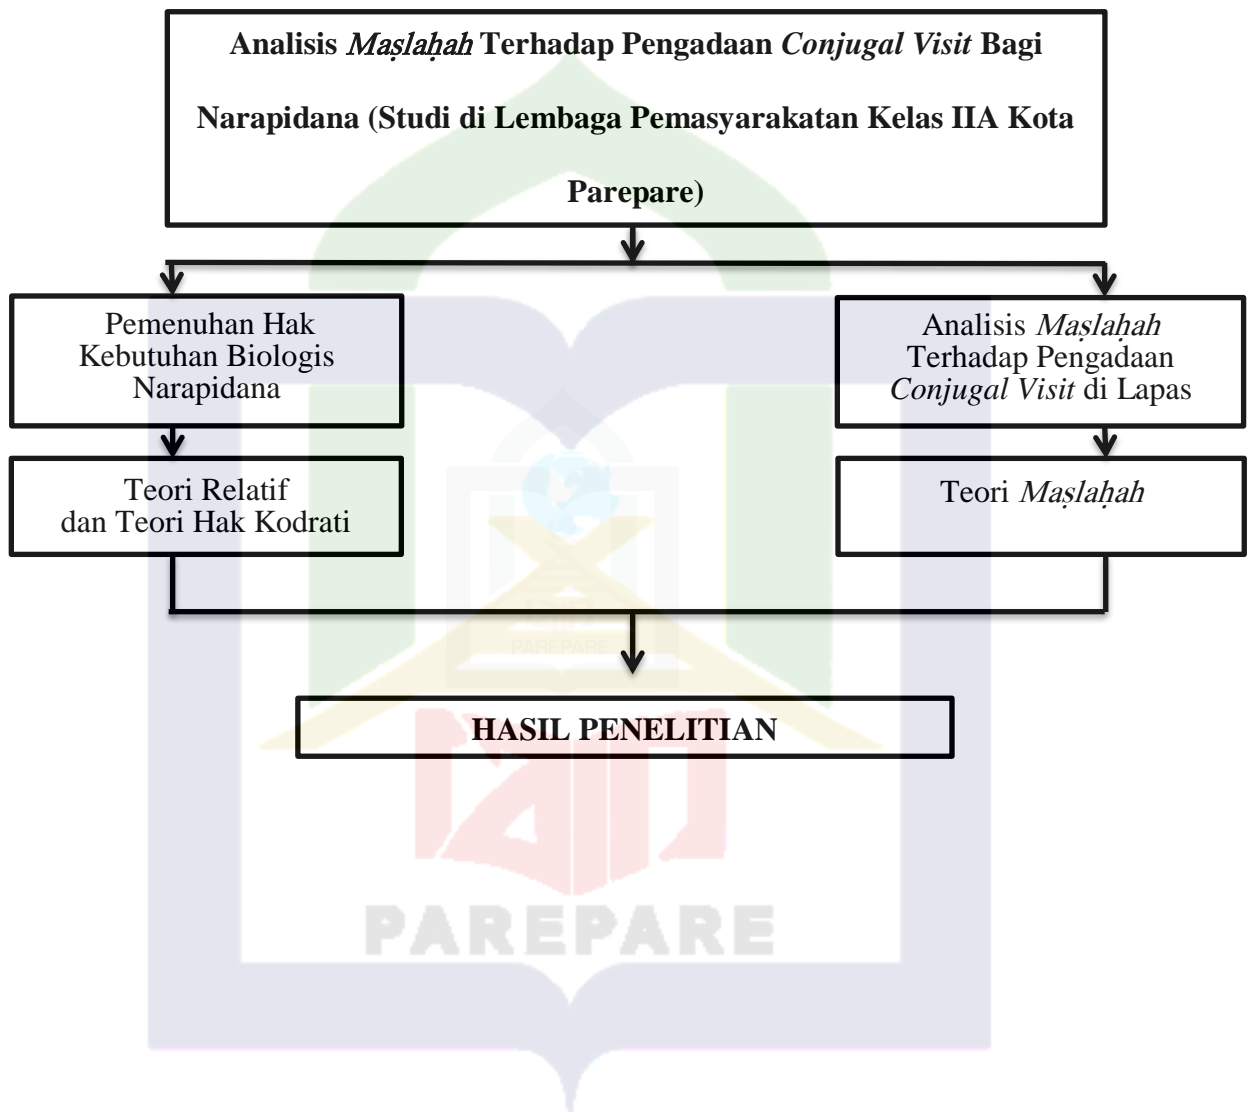 Analisis Maṣlaḥah Terhadap Pengadaan Conjugal Visit Bagi
Narapidana (Studi di Lembaga Pemasyarakatan Kelas IIA Kota
Parepare)
Pemenuhan Hak
Kebutuhan Biologis
Narapidana
Analisis Maṣlaḥah
Terhadap Pengadaan
Conjugal Visit di Lapas
Teori Relatif
dan Teori Hak Kodrati
Teori Maṣlaḥah
PAREPARE
HASIL PENELITIAN
PAREPARE